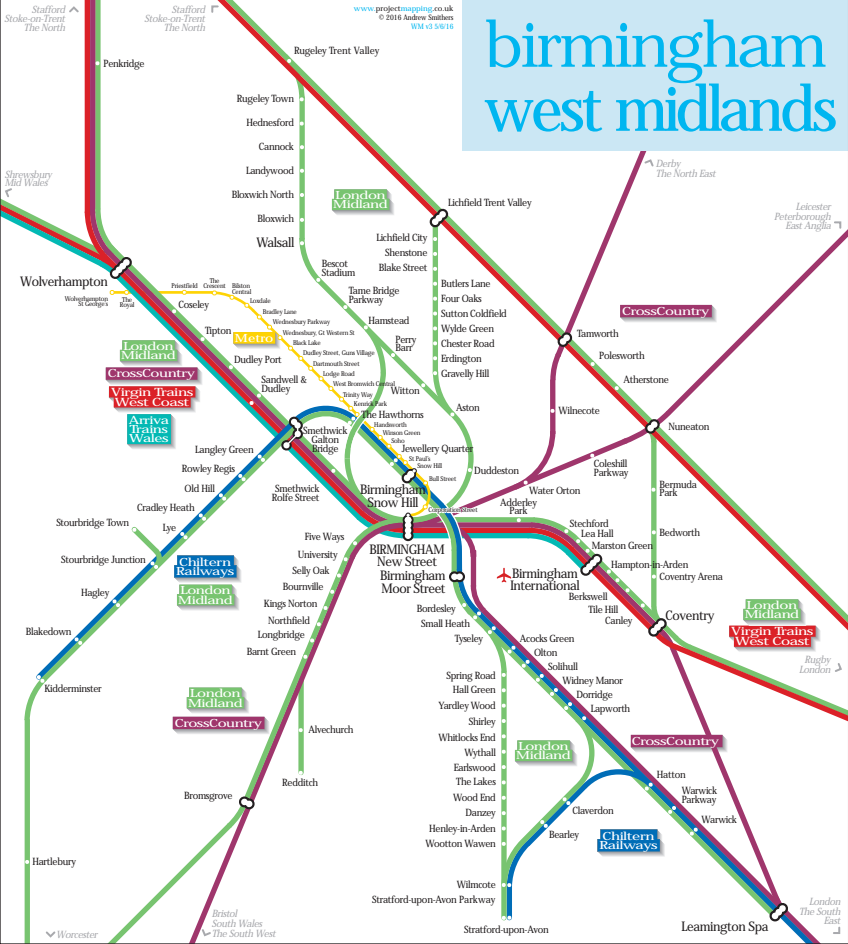 Stafford
Stoke-on-Trent
The North
Stafford
Stoke-on-Trent
The North
www.projectmapping.co.uk
© 2016 Andrew Smithers
WM v3 5/6/16
birmingham
west midlands
Penkridge
Rugeley Trent Valley
Rugeley Town
Hednesford
Cannock
Landywood
Bloxwich North
Bloxwich
Walsall
London
Midland
Derby
The North East
Leicester
Peterborough
East Anglia
Shrewsbury
Mid Wales
Lichfield Trent Valley
Lichfield City
Shenstone
Blake Street
Butlers Lane
Four Oaks
Sutton Coldfield
Wylde Green
Chester Road
Erdington
Gravelly Hill
Wolverhampton
Bescot
Stadium
Tame Bridge
Parkway
Hamstead
Perry
Barr
Witton
Aston
Duddeston
Wolverhampton
St George's
The
Royal
Priestfield
The
Crescent
Bilston
Central
Loxdale
Bradley Lane
Wednesbury Parkway
Wednesbury, Gt Western St
Black Lake
Dudley Street, Guns Village
Dartmouth Street
Lodge Road
West Bromwich Central
Trinity Way
Kenrick Park
The Hawthorns
Handsworth
Winson Green
Soho
Jewellery Quarter
St Paul's
Snow Hill
Bull Street
Corporation Street
Metro
Coseley
Tipton
Dudley Port
Sandwell &
Dudley
London
Midland
CrossCountry
Virgin Trains
West Coast
Arriva
Trains
Wales
CrossCountry
Tamworth
Polesworth
Atherstone
Wilnecote
Nuneaton
Coleshill
Parkway
Water Orton
Bermuda
Park
Bedworth
Coventry Arena
Smethwick
Galton
Bridge
Smethwick
Rolfe Street
Langley Green
Rowley Regis
Old Hill
Cradley Heath
Lye
Stourbridge Town
Stourbridge Junction
Hagley
Blakedown
Kidderminster
Hartlebury
Worcester
Chiltern
Railways
London
Midland
Birmingham
Snow Hill
BIRMINGHAM
New Street
Birmingham
Moor Street
Adderley
Park
Stechford
Lea Hall
Marston Green
Birmingham
International
Hampton-in-Arden
Berkswell
Tile Hill
Canley
Coventry
London
Midland
Virgin Trains
West Coast
Rugby
London
Five Ways
University
Selly Oak
Bournville
Kings Norton
Northfield
Longbridge
Barnt Green
Alvechurch
Redditch
London
Midland
CrossCountry
Bromsgrove
Bristol
South Wales
The South West
Bordesley
Small Heath
Tyseley
Acocks Green
Olton
Solihull
Widney Manor
Dorridge
Lapworth
Spring Road
Hall Green
Yardley Wood
Shirley
Whitlocks End
Wythall
Earlswood
The Lakes
Wood End
Danzey
Henley-in-Arden
Wootton Wawen
Wilmcote
Stratford-upon-Avon Parkway
Stratford-upon-Avon
London
Midland
CrossCountry
Hatton
Warwick
Parkway
Warwick
Claverdon
Bearley
Chiltern
Railways
Leamington Spa
London
The South
East